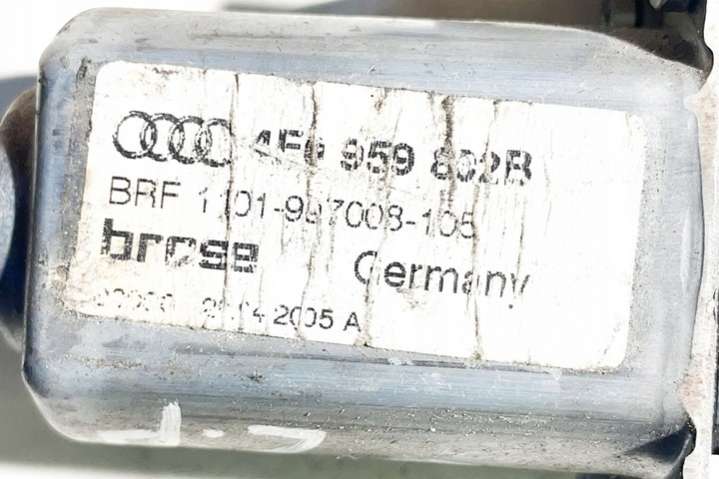 4F0 959 802B
BRF 1101-997008-105
brose Germany
2005 A